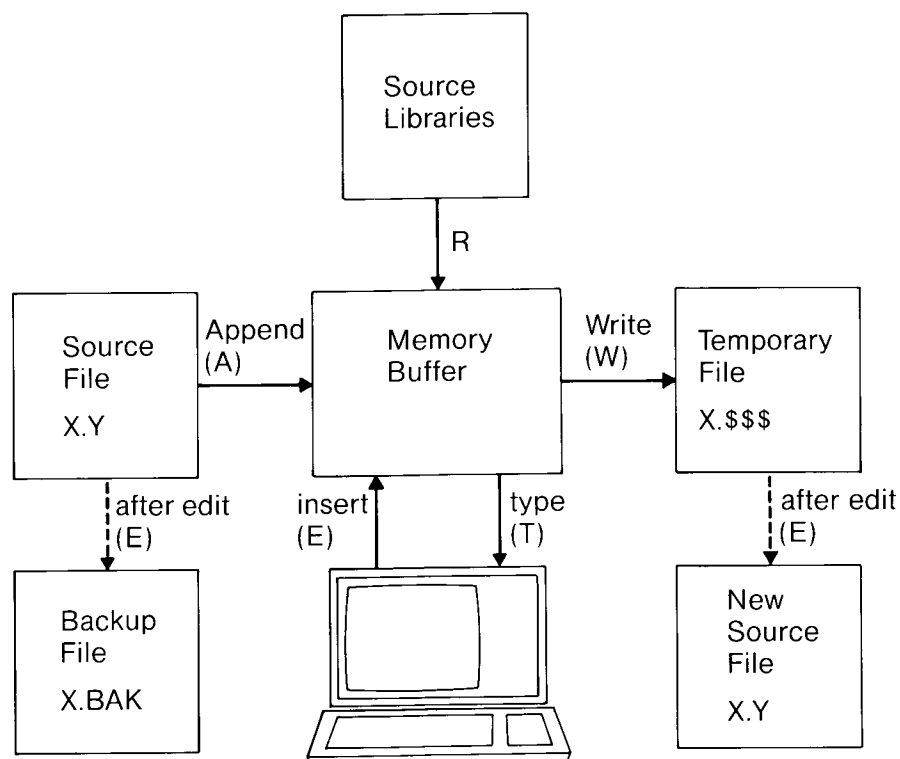 Source
Libraries
R
Source
File
X.Y
Append
(A)
Memory
Buffer
Write
(W)
Temporary
File
X.$$$
after edit
(E)
insert
(E)
type
(T)
after edit
(E)
Backup
File
X.BAK
New
Source
File
X.Y